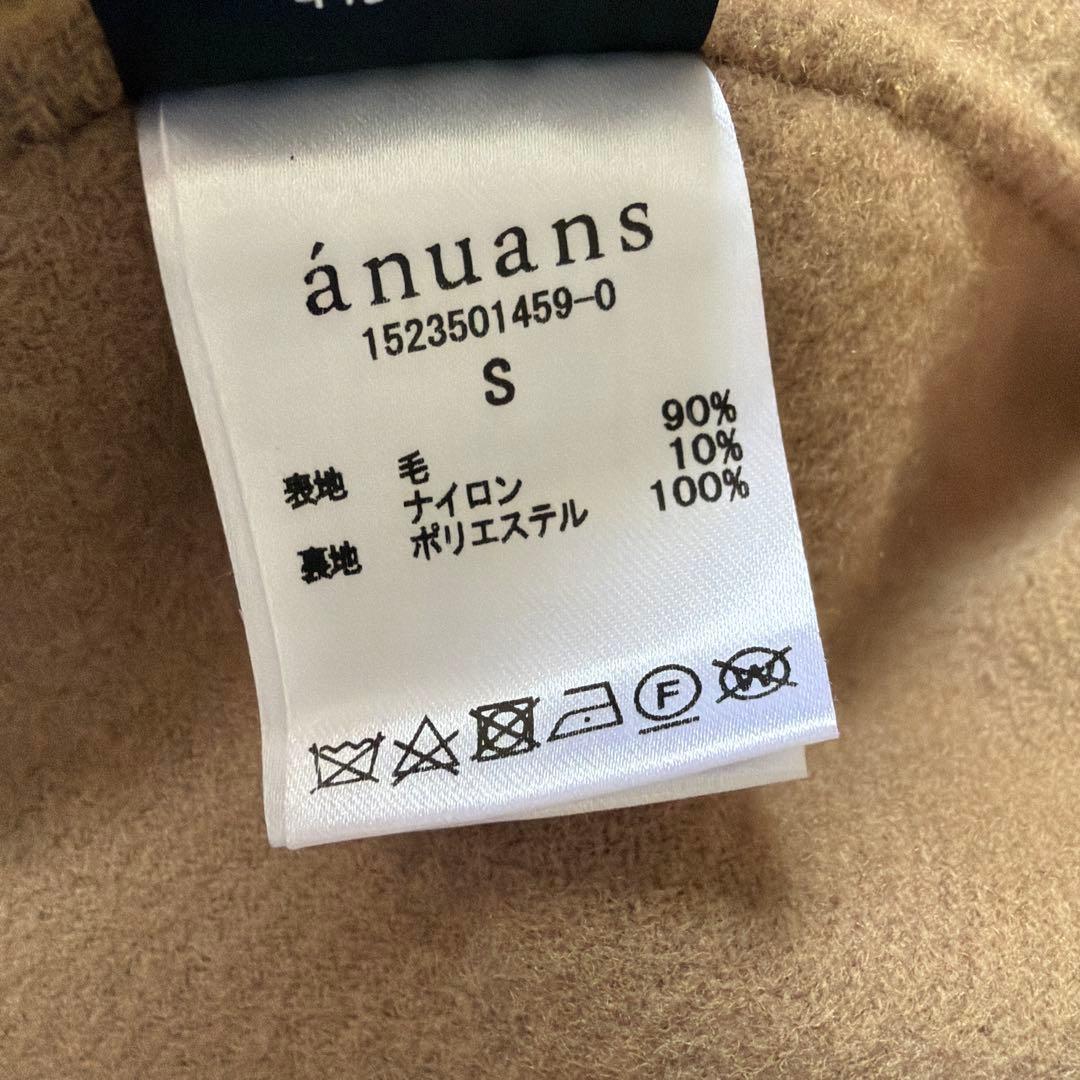 ánuans
1523501459-0
S
表地 毛 90%
ナイロン 10%
裏地 ポリエステル 100%
F
W